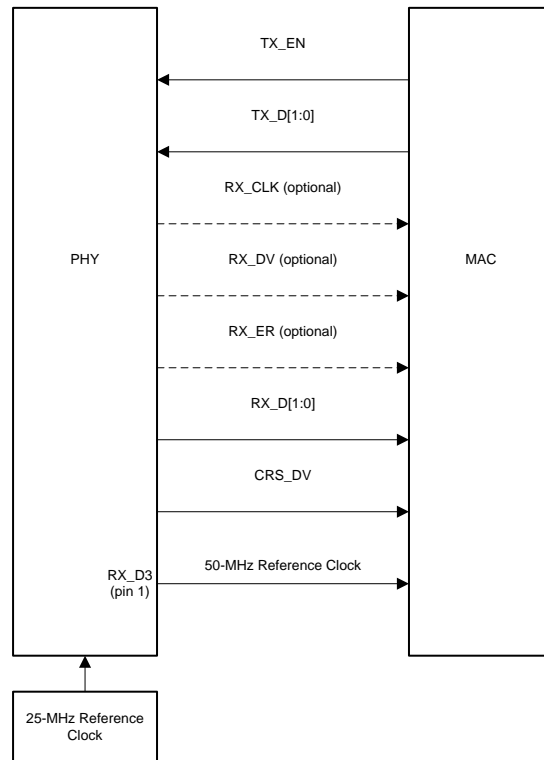 TX_EN
TX_D[1:0]
RX_CLK (optional)
PHY
RX_DV (optional)
MAC
RX_ER (optional)
RX_D[1:0]
CRS_DV
RX_D3
(pin 1)
50-MHz Reference Clock
25-MHz Reference
Clock